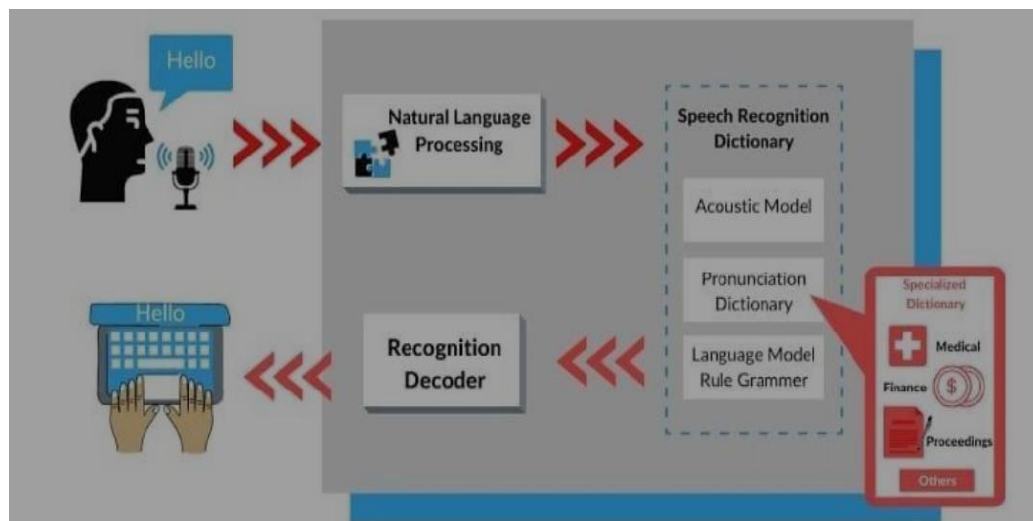 Hello
Natural Language
Processing
Speech Recognition
Dictionary
Acoustic Model
Pronunciation
Dictionary
Language Model
Rule Grammer
Specialized
Dictionary
Medical
Finance
$
Proceedings
Others
Recognition
Decoder
Hello